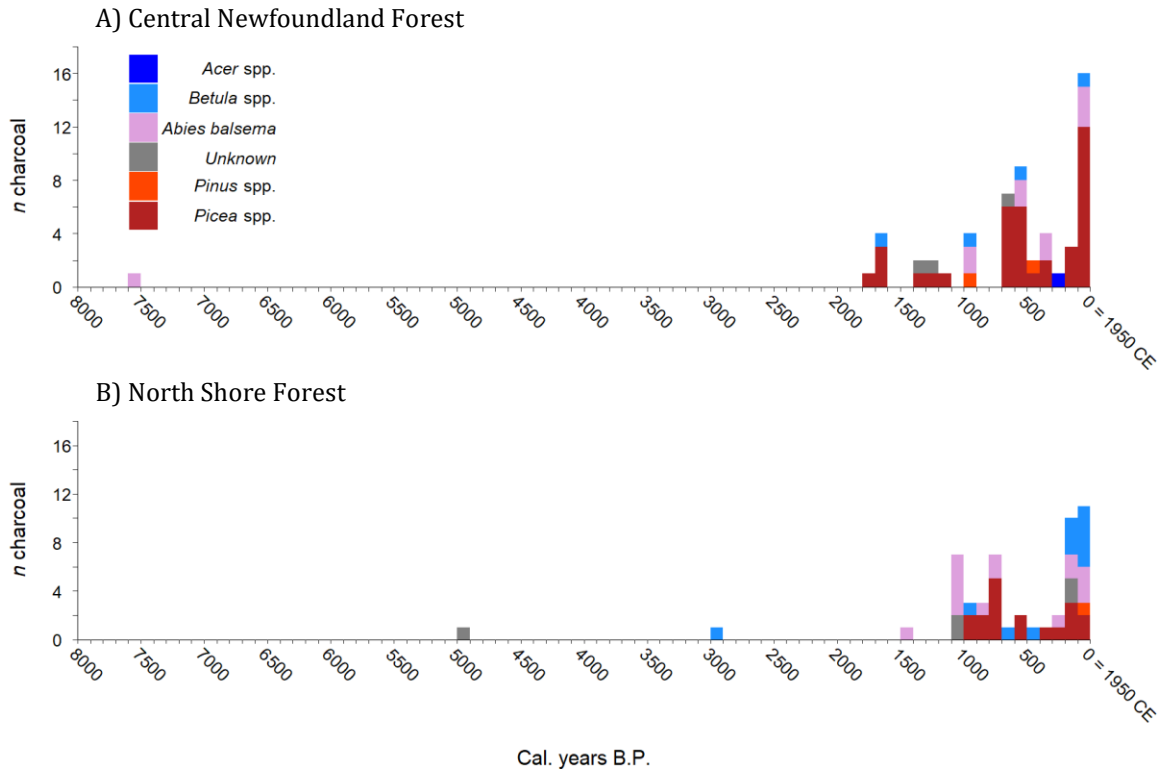 A) Central Newfoundland Forest
n charcoal
16
12
8
4
0
Acer spp.
Betula spp.
Abies balsema
Unknown
Pinus spp.
Picea spp.
8000 7500 7000 6500 6000 5500 5000 4500 4000 3500 3000 2500 2000 1500 1000 500 0 = 1950 CE
B) North Shore Forest
n charcoal
16
12
8
4
0
8000 7500 7000 6500 6000 5500 5000 4500 4000 3500 3000 2500 2000 1500 1000 500 0 = 1950 CE
Cal. years B.P.